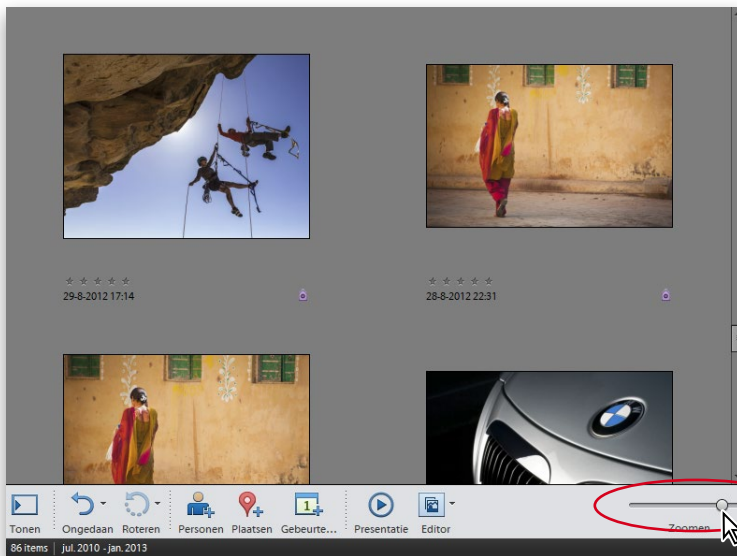 29-8-2012 17:14
28-8-2012 22:31
1
Tonen
Ongedaan
Roteren
Personen
Plaatsen
Gebeurte...
Presentatie
Editor
Zoomen
86 items jul. 2010 - jan. 2013